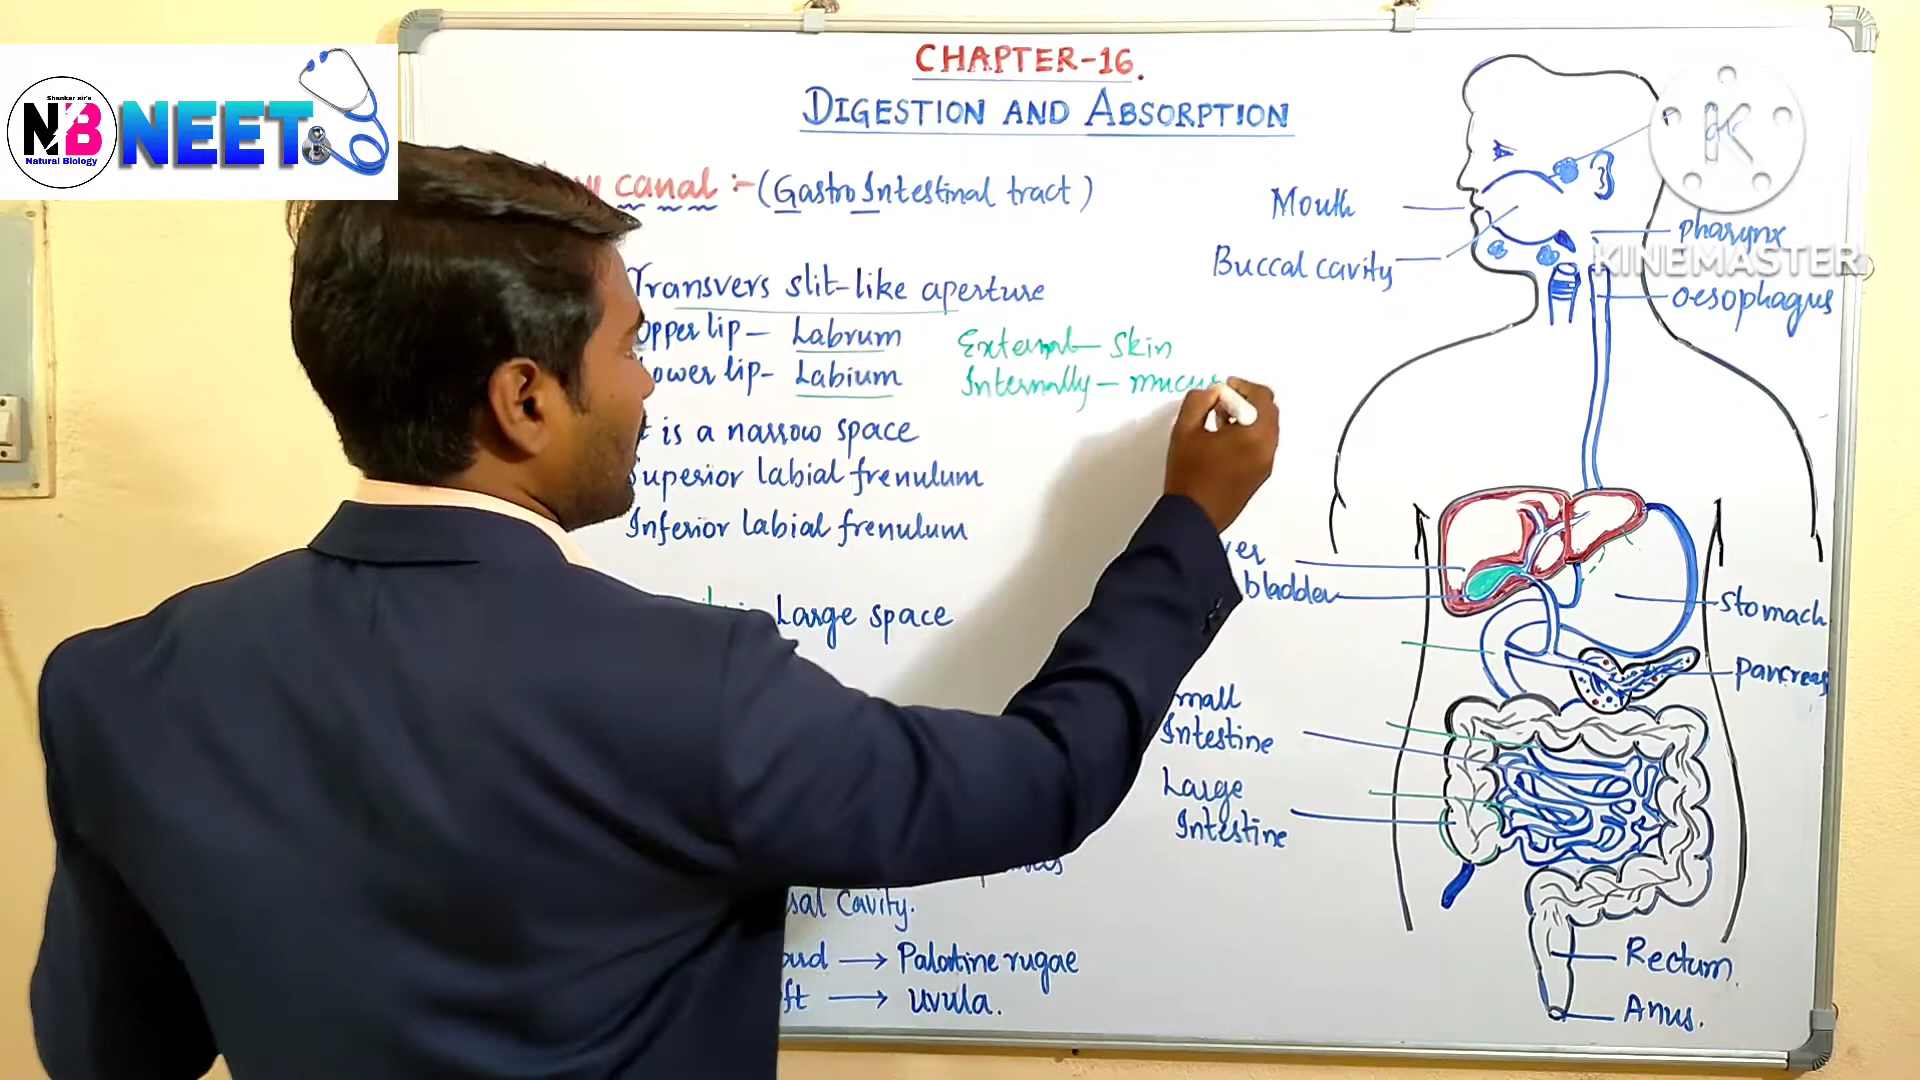 Shankar sir's
NB
Natural Biology
NEET
CHAPTER-16.
DIGESTION AND ABSORPTION
canal :- (Gastro Intestinal tract)
Transvers slit-like aperture
Upper lip - Labrum
Lower lip - Labium
External - Skin
Internally - mucus
is a narrow space
Superior labial frenulum
Inferior labial frenulum
Large space
Cavity.
Palatine rugae
Uvula.
Mouth
Buccal cavity
pharynx
oesophagus
bladder
stomach
pancreas
Small
Intestine
Large
Intestine
Rectum.
Anus.
K
KINEMASTER